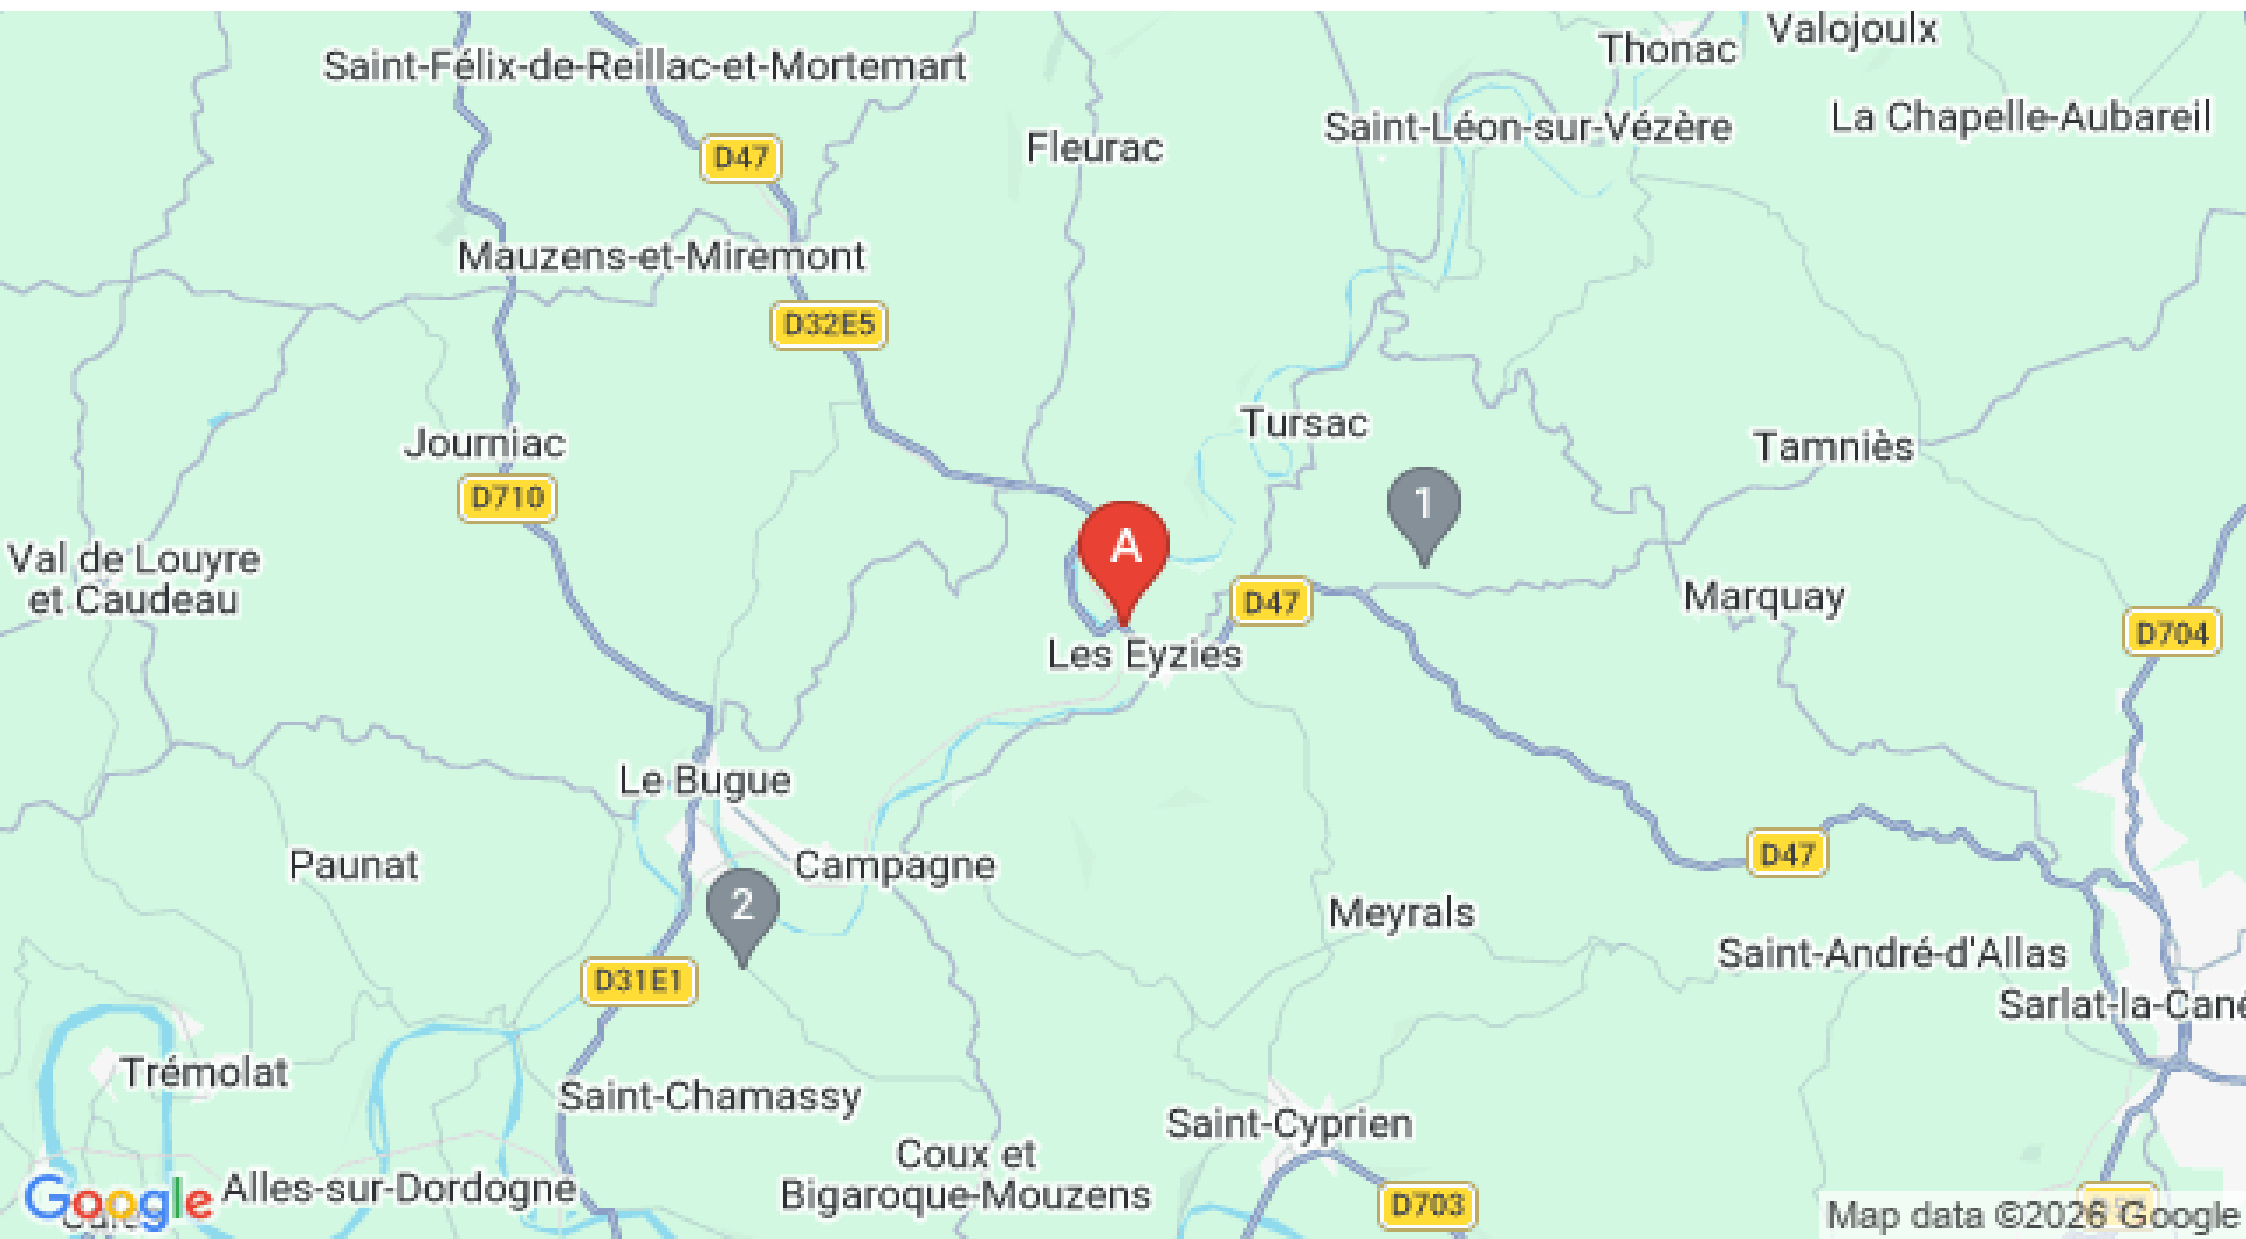 Valojoulx
Thonac
Saint-Félix-de-Reillac-et-Mortemart
La Chapelle-Aubareil
Saint-Léon-sur-Vézère
Fleurac
D47
Mauzens-et-Miremont
D32E5
Tursac
Journiac
Tamniès
D710
1
A
Val de Louyre
et Caudeau
Marquay
D47
D704
Les Eyzies
Le Bugue
D47
Paunat
Campagne
2
Meyrals
Saint-André-d'Allas
D31E1
Sarlat-la-Cané
Trémolat
Saint-Chamassy
Saint-Cyprien
Coux et
Bigaroque-Mouzens
Alles-sur-Dordogne
Google
D703
Map data ©2026 Google